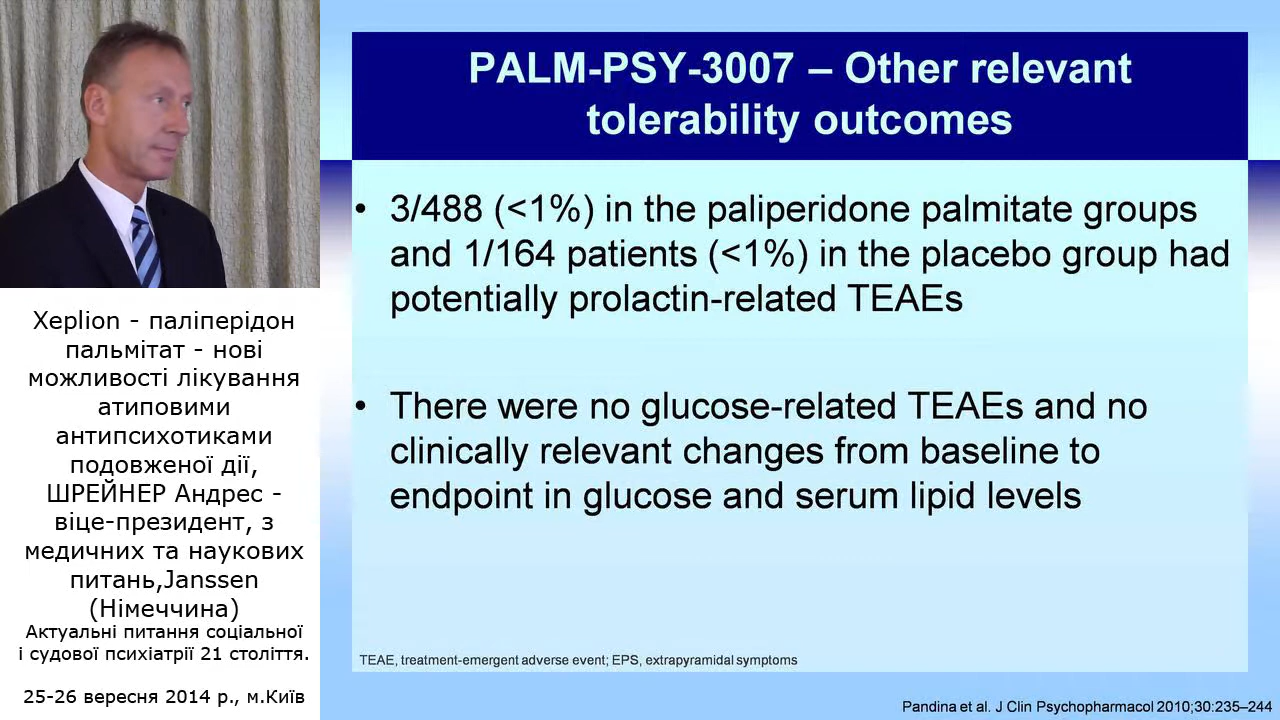 PALM-PSY-3007 – Other relevant
tolerability outcomes
• 3/488 (<1%) in the paliperidone palmitate groups
and 1/164 patients (<1%) in the placebo group had
potentially prolactin-related TEAEs
• There were no glucose-related TEAEs and no
clinically relevant changes from baseline to
endpoint in glucose and serum lipid levels
TEAE, treatment-emergent adverse event; EPS, extrapyramidal symptoms
Pandina et al. J Clin Psychopharmacol 2010;30:235–244
Xeplion - паліперідон
пальмітат - нові
можливості лікування
атиповими
антипсихотиками
подовженої дії,
ШРЕЙНЕР Андрес -
віце-президент, з
медичних та наукових
питань,Janssen
(Німеччина)
Актуальні питання соціальної
і судової психіатрії 21 століття.
25-26 вересня 2014 р., м.Київ